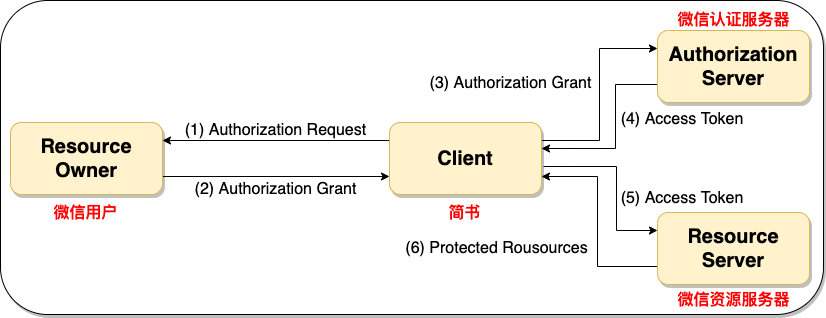 微信认证服务器
Authorization
Server
(3) Authorization Grant
(4) Access Token
(1) Authorization Request
Resource
Owner
Client
(2) Authorization Grant
微信用户
简书
(5) Access Token
(6) Protected Rousources
Resource
Server
微信资源服务器